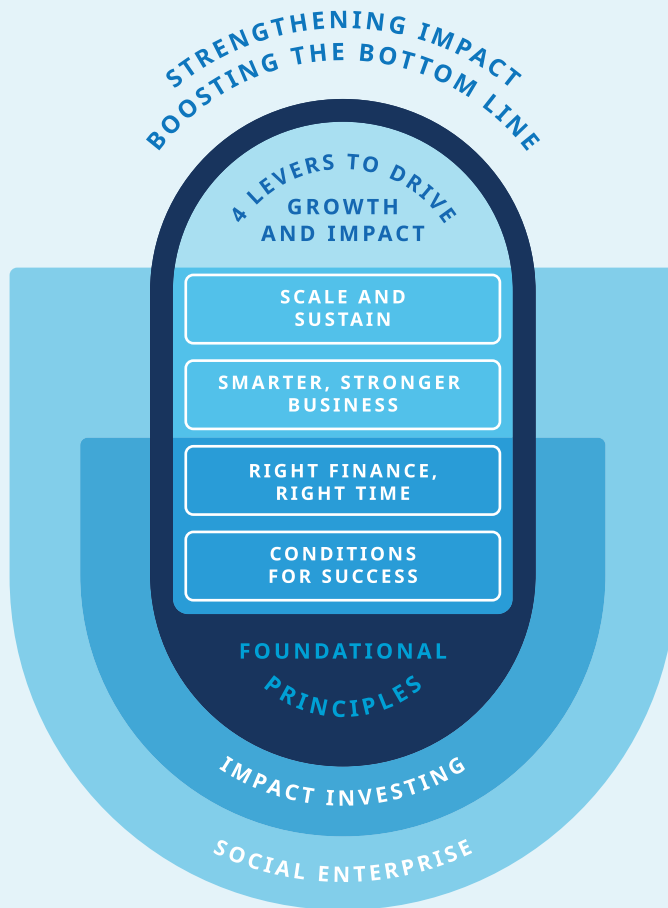 STRENGTHENING IMPACT
BOOSTING THE BOTTOM LINE
4 LEVERS TO DRIVE
GROWTH
AND IMPACT
SCALE AND
SUSTAIN
SMARTER, STRONGER
BUSINESS
RIGHT FINANCE,
RIGHT TIME
CONDITIONS
FOR SUCCESS
FOUNDATIONAL
PRINCIPLES
IMPACT INVESTING
SOCIAL ENTERPRISE